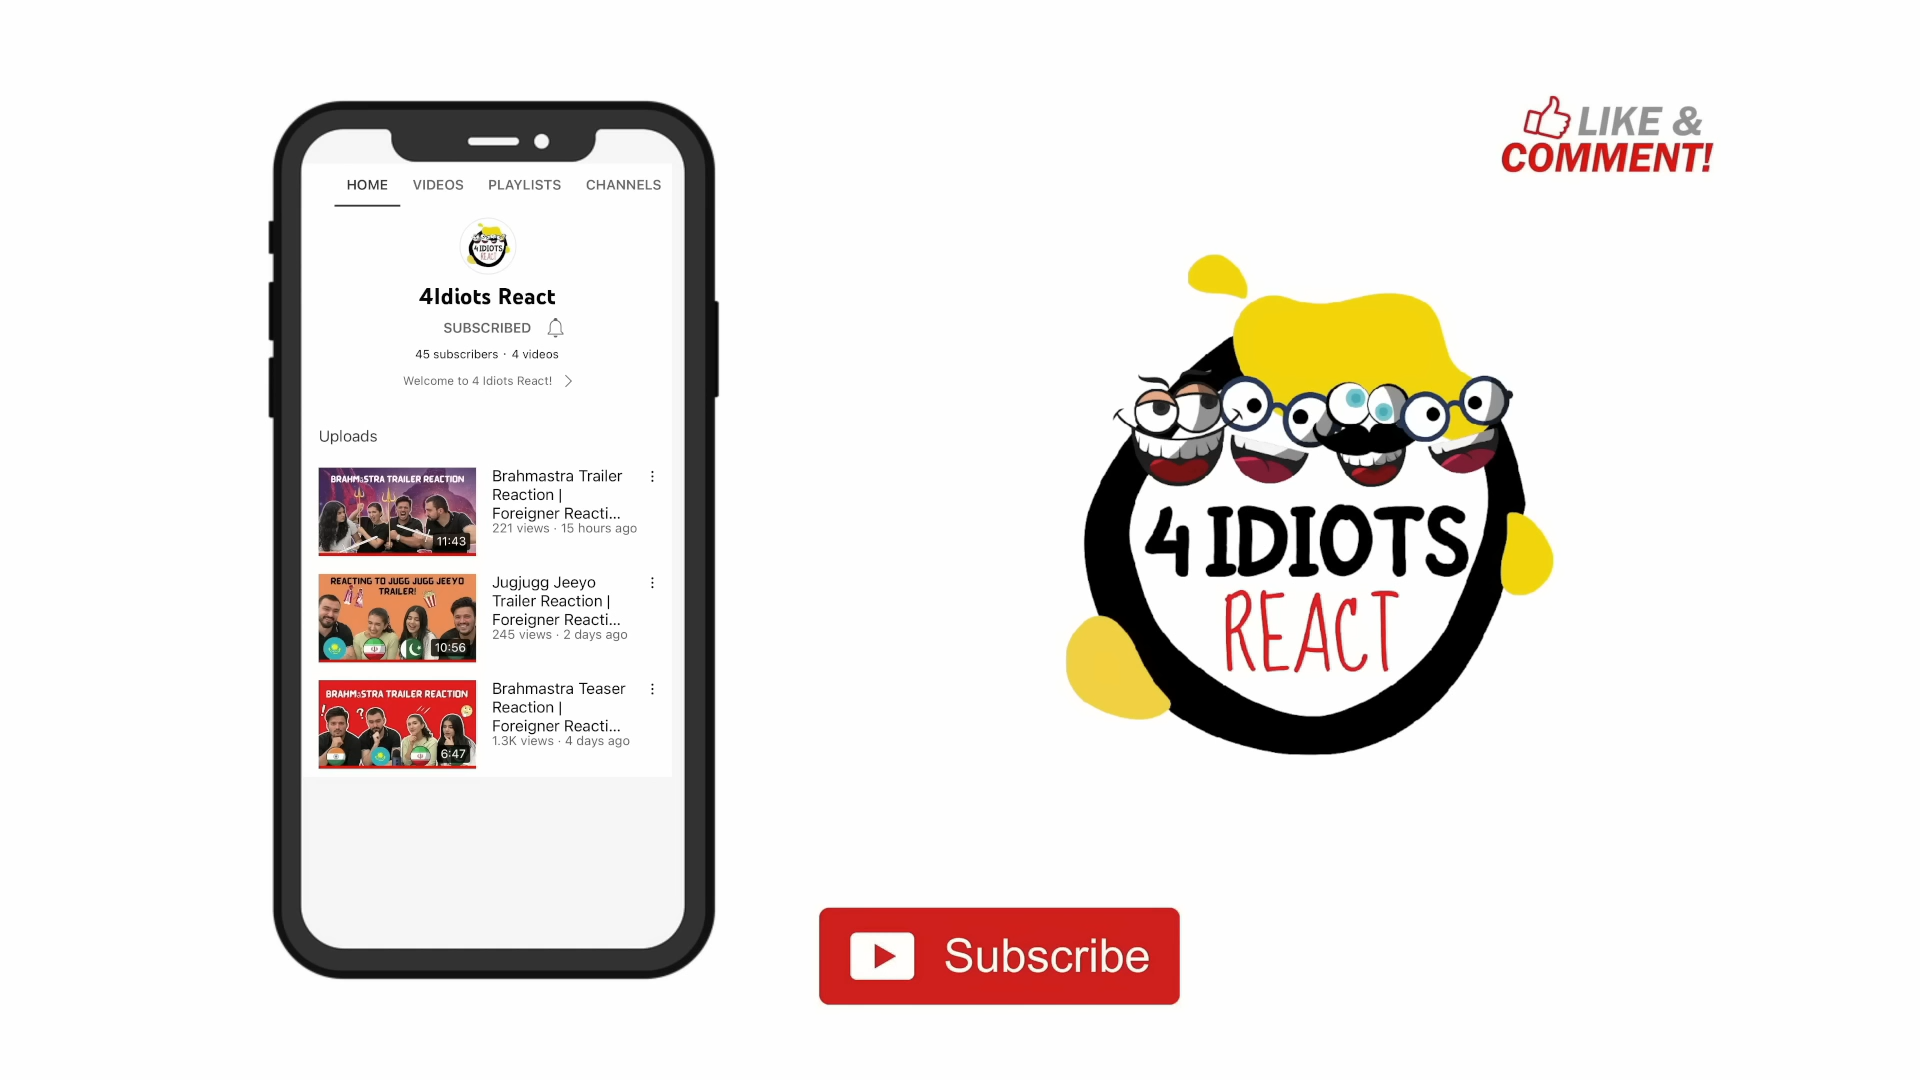 HOME VIDEOS PLAYLISTS CHANNELS
4 IDIOTS
REACT
4Idiots React
SUBSCRIBED
45 subscribers · 4 videos
Welcome to 4 Idiots React!
Uploads
BRAHMASTRA TRAILER REACTION
11:43
Brahmastra Trailer
Reaction |
Foreigner Reacti...
221 views · 15 hours ago
REACTING TO JUGG JUGG JEEYO
TRAILER!
10:56
Jugjugg Jeeyo
Trailer Reaction |
Foreigner Reacti...
245 views · 2 days ago
BRAHMASTRA TRAILER REACTION
6:47
Brahmastra Teaser
Reaction |
Foreigner Reacti...
1.3K views · 4 days ago
LIKE &
COMMENT!
4 IDIOTS
REACT
Subscribe